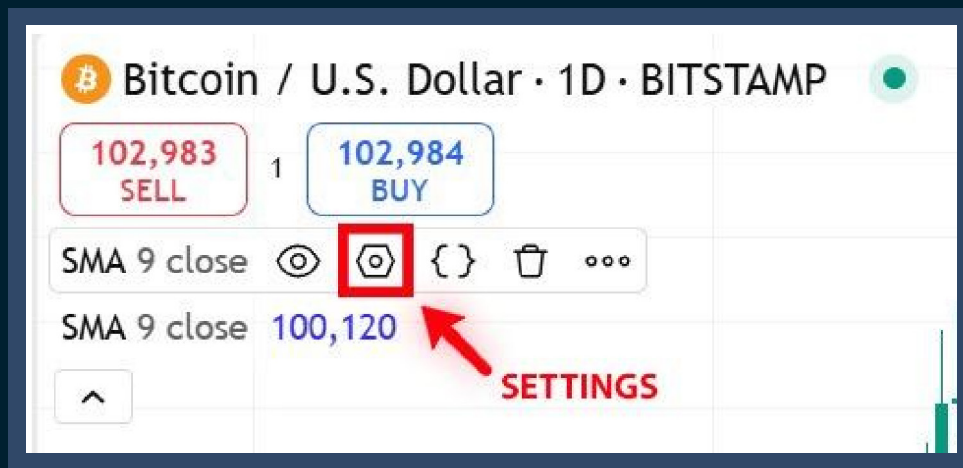 Bitcoin / U.S. Dollar · 1D · BITSTAMP
102,983 1 102,984
SELL BUY
SMA 9 close
SMA 9 close 100,120
SETTINGS